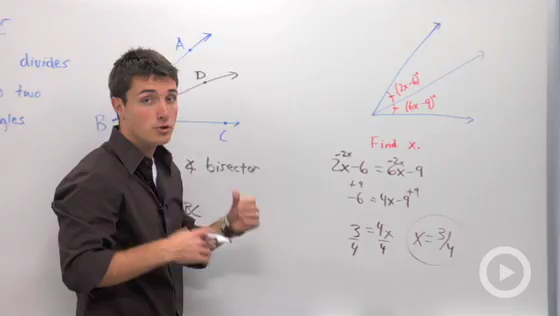 divides
two
gles
A
D
B
C
∡ bisector
(2x-6)°
(6x-9)°
Find x.
-2x -2x
2x-6 = 6x-9
+9 +9
-6 = 4x-9
3 = 4x
4 4
x = 3/4